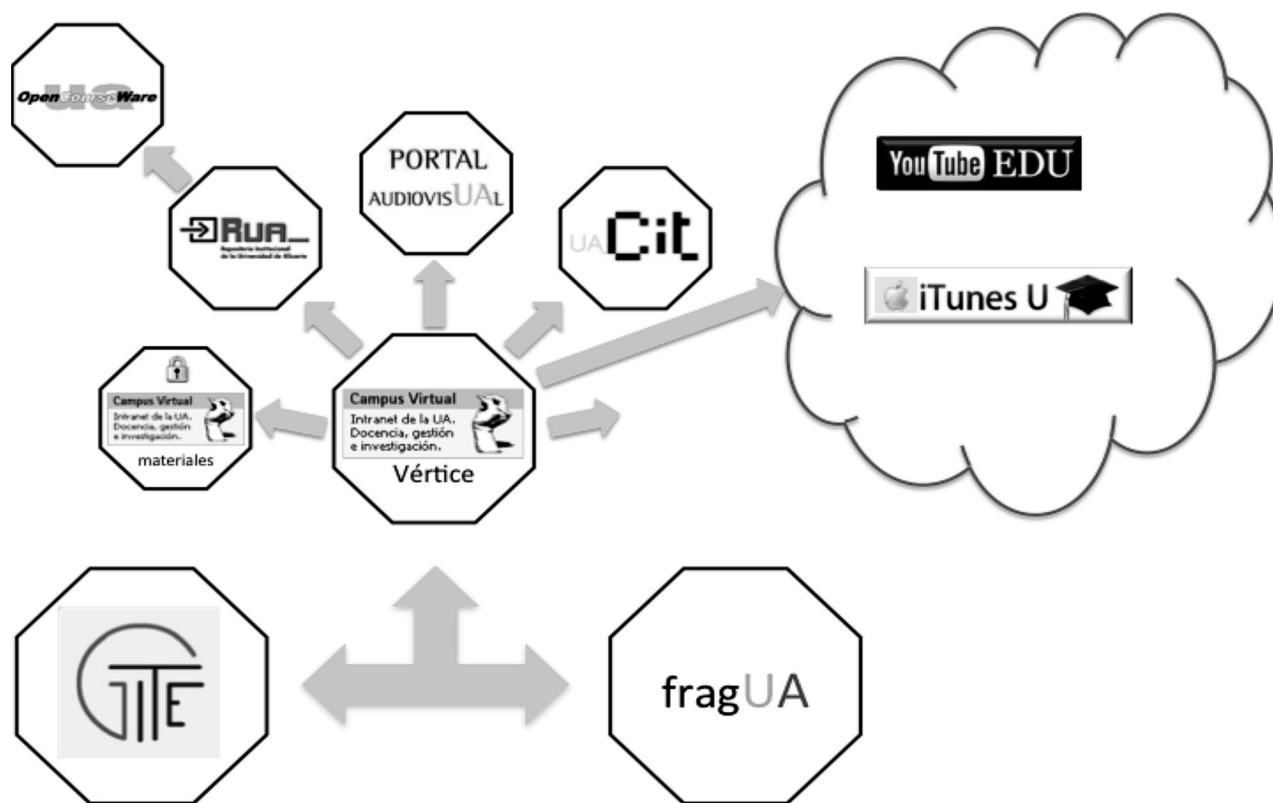 ua
OpenCourseWare
PORTAL
AUDIOVISUAL
RUA_
Repositorio Institucional
de la Universidad de Alicante
UA Cit
You Tube EDU
iTunes U
Campus Virtual
Intranet de la UA.
Docencia, gestión
e investigación.
materiales
Campus Virtual
Intranet de la UA.
Docencia, gestión
e investigación.
Vértice
GITE
fragUA